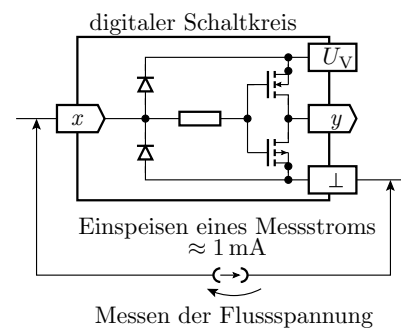 digitaler Schaltkreis
U_V
x
y
⊥
Einspeisen eines Messstroms
≈ 1 mA
Messen der Flussspannung